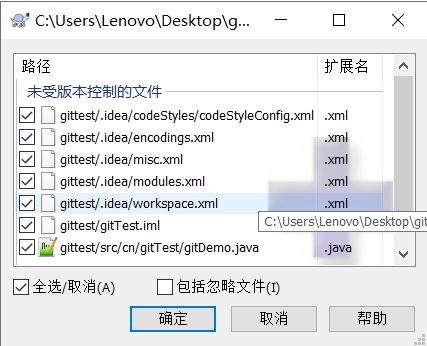 C:\Users\Lenovo\Desktop\g...
路径 扩展名
未受版本控制的文件
gittest/.idea/codeStyles/codeStyleConfig.xml .xml
gittest/.idea/encodings.xml .xml
gittest/.idea/misc.xml .xml
gittest/.idea/modules.xml .xml
gittest/.idea/workspace.xml .xml
C:\Users\Lenovo\Desktop\git
gittest/gitTest.iml
gittest/src/cn/gitTest/gitDemo.java .java
全选/取消(A) 包括忽略文件(I)
确定 取消 帮助